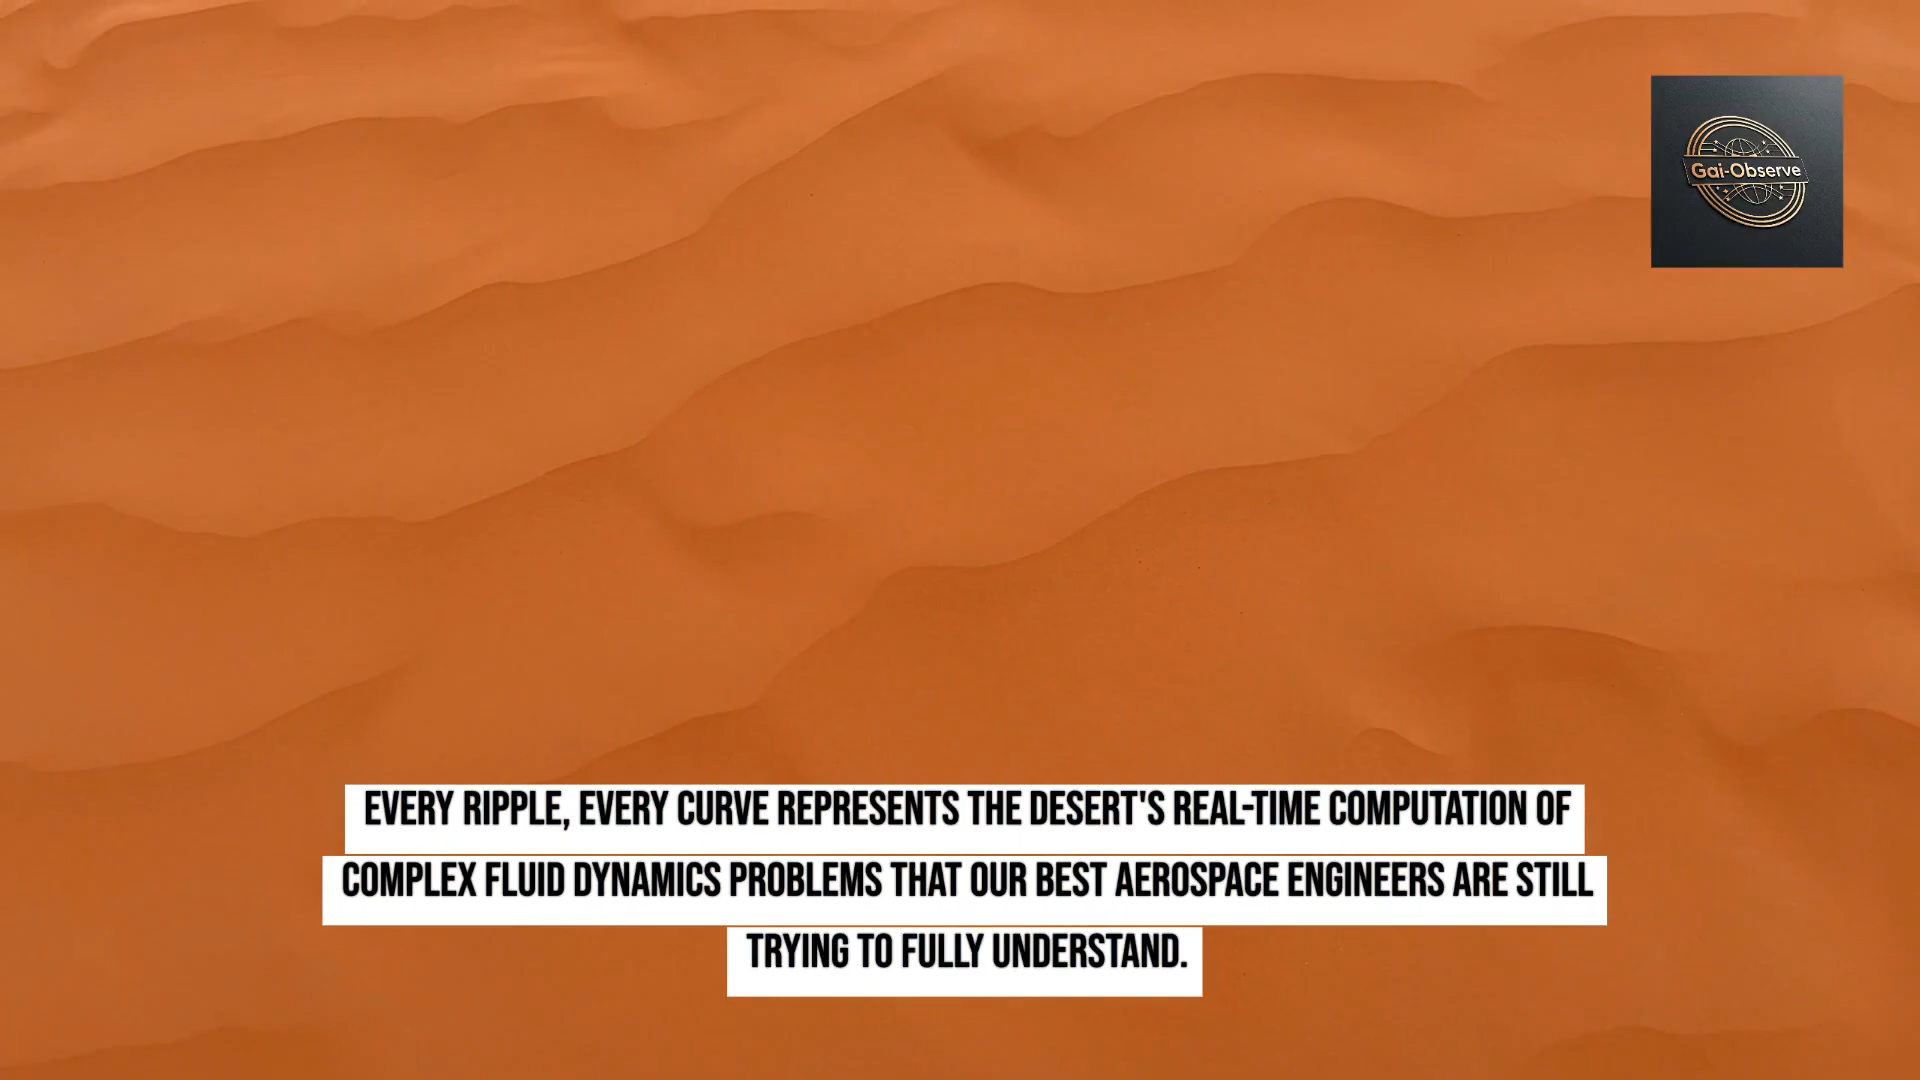 Gai-Observe
EVERY RIPPLE, EVERY CURVE REPRESENTS THE DESERT'S REAL-TIME COMPUTATION OF
COMPLEX FLUID DYNAMICS PROBLEMS THAT OUR BEST AEROSPACE ENGINEERS ARE STILL
TRYING TO FULLY UNDERSTAND.